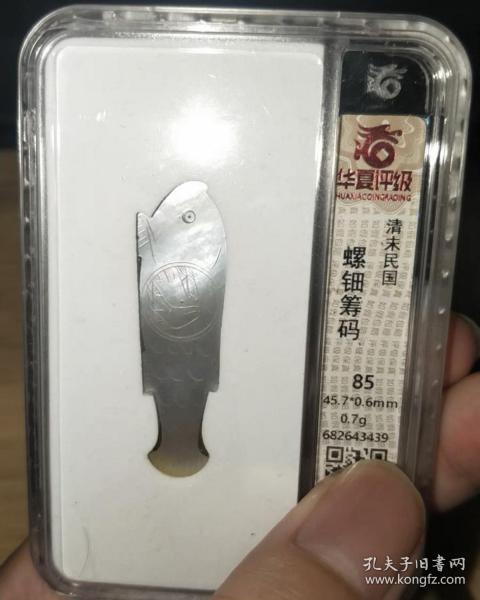 华夏评级
HUAXIACOINGRADING
清末民国
螺钿筹码
85
45.7*0.6mm
0.7g
682643439
孔夫子旧书网
www.kongfz.com